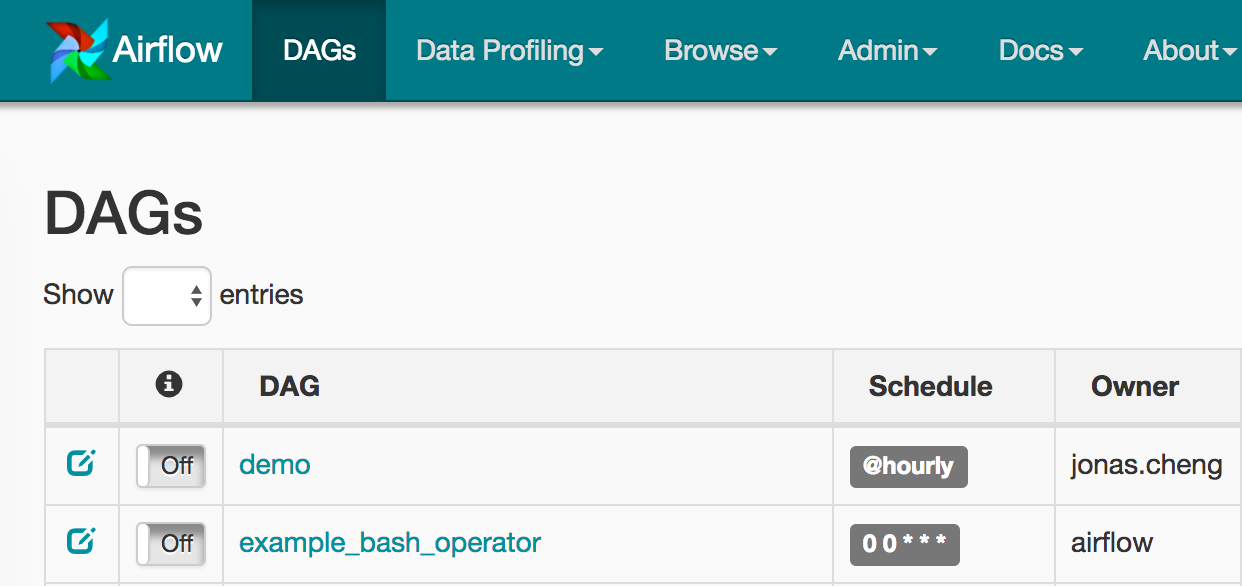 Airflow DAGs Data Profiling Browse Admin Docs About
DAGs
Show entries
DAG Schedule Owner
Off demo @hourly jonas.cheng
Off example_bash_operator 0 0 * * * airflow